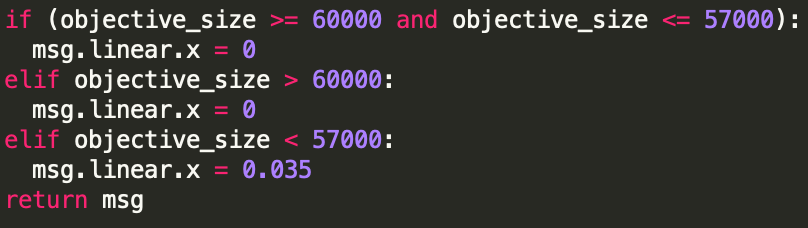 if (objective_size >= 60000 and objective_size <= 57000):
  msg.linear.x = 0
elif objective_size > 60000:
  msg.linear.x = 0
elif objective_size < 57000:
  msg.linear.x = 0.035
return msg